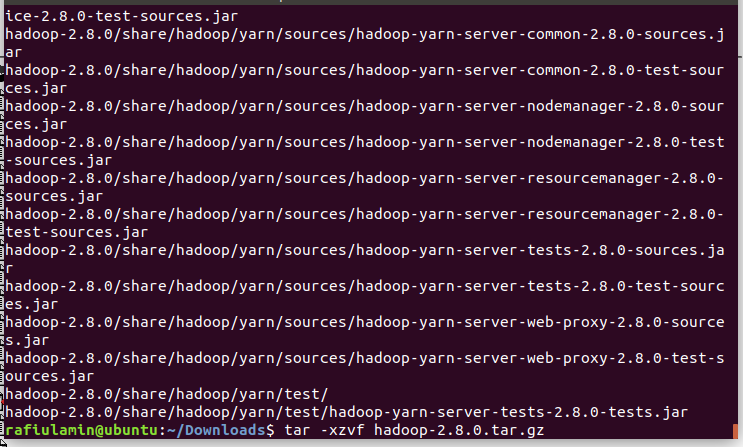 ice-2.8.0-test-sources.jar
hadoop-2.8.0/share/hadoop/yarn/sources/hadoop-yarn-server-common-2.8.0-sources.j
ar
hadoop-2.8.0/share/hadoop/yarn/sources/hadoop-yarn-server-common-2.8.0-test-sour
ces.jar
hadoop-2.8.0/share/hadoop/yarn/sources/hadoop-yarn-server-nodemanager-2.8.0-sour
ces.jar
hadoop-2.8.0/share/hadoop/yarn/sources/hadoop-yarn-server-nodemanager-2.8.0-test
-sources.jar
hadoop-2.8.0/share/hadoop/yarn/sources/hadoop-yarn-server-resourcemanager-2.8.0-
sources.jar
hadoop-2.8.0/share/hadoop/yarn/sources/hadoop-yarn-server-resourcemanager-2.8.0-
test-sources.jar
hadoop-2.8.0/share/hadoop/yarn/sources/hadoop-yarn-server-tests-2.8.0-sources.ja
r
hadoop-2.8.0/share/hadoop/yarn/sources/hadoop-yarn-server-tests-2.8.0-test-sourc
es.jar
hadoop-2.8.0/share/hadoop/yarn/sources/hadoop-yarn-server-web-proxy-2.8.0-source
s.jar
hadoop-2.8.0/share/hadoop/yarn/sources/hadoop-yarn-server-web-proxy-2.8.0-test-s
ources.jar
hadoop-2.8.0/share/hadoop/yarn/test/
hadoop-2.8.0/share/hadoop/yarn/test/hadoop-yarn-server-tests-2.8.0-tests.jar
rafiulamin@ubuntu:~/Downloads$ tar -xzvf hadoop-2.8.0.tar.gz